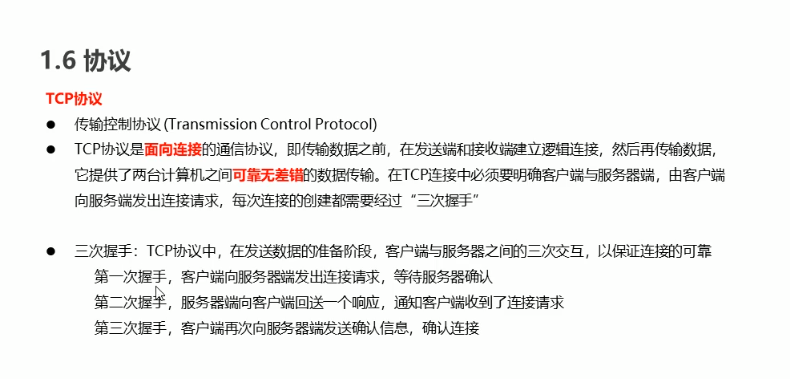 1.6 协议
TCP协议
● 传输控制协议 (Transmission Control Protocol)
● TCP协议是面向连接的通信协议，即传输数据之前，在发送端和接收端建立逻辑连接，然后再传输数据，
它提供了两台计算机之间可靠无差错的数据传输。在TCP连接中必须要明确客户端与服务器端，由客户端
向服务端发出连接请求，每次连接的创建都需要经过“三次握手”
● 三次握手：TCP协议中，在发送数据的准备阶段，客户端与服务器之间的三次交互，以保证连接的可靠
第一次握手，客户端向服务器端发出连接请求，等待服务器确认
第二次握手，服务器端向客户端回送一个响应，通知客户端收到了连接请求
第三次握手，客户端再次向服务器端发送确认信息，确认连接